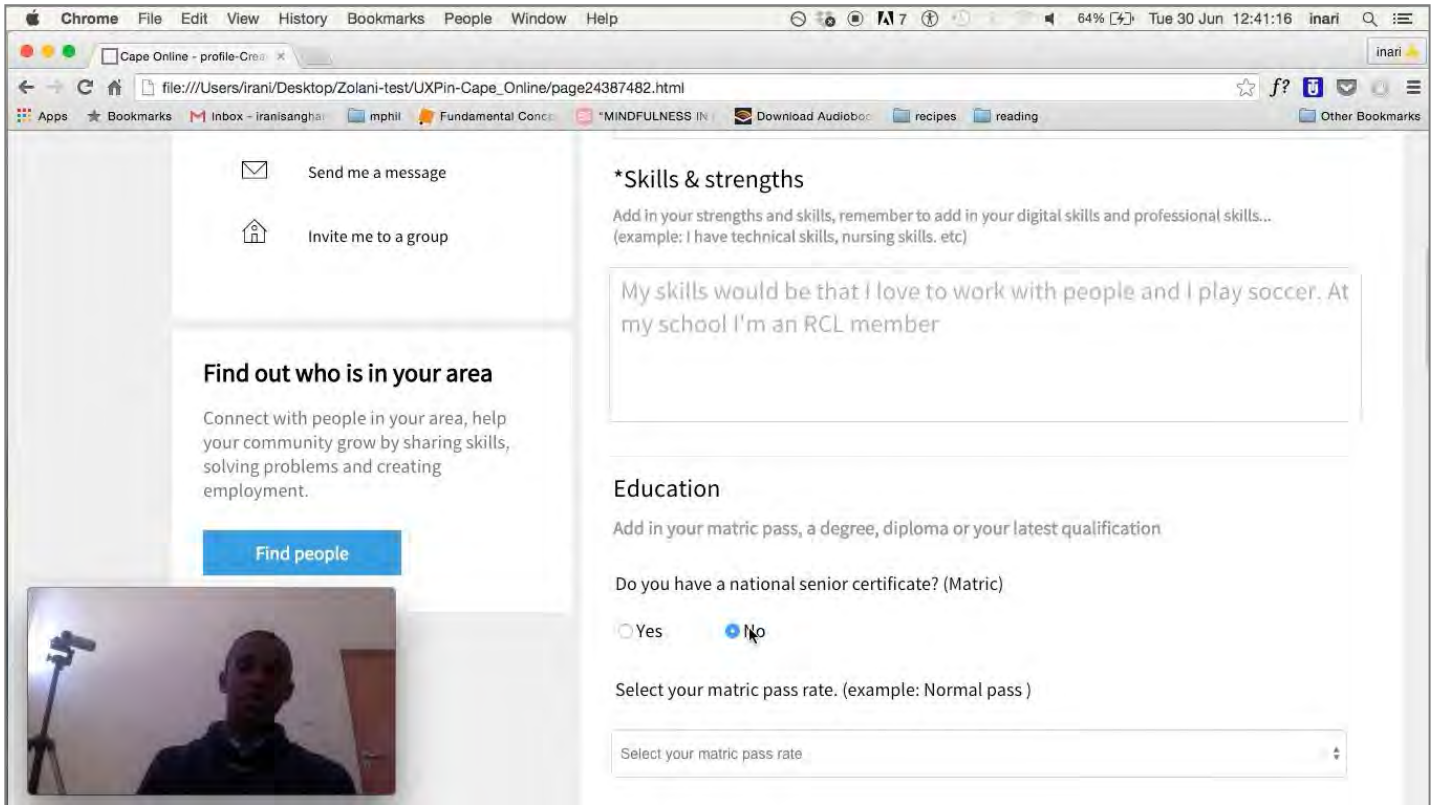 Chrome File Edit View History Bookmarks People Window Help 7 64% Tue 30 Jun 12:41:16 inari
Cape Online - profile-Crea inari
file:///Users/irani/Desktop/Zolani-test/UXPin-Cape_Online/page24387482.html f?
Apps Bookmarks Inbox - iranisangha mphil Fundamental Conc "MINDFULNESS IN Download Audioboo recipes reading Other Bookmarks
Send me a message
Invite me to a group
Find out who is in your area
Connect with people in your area, help
your community grow by sharing skills,
solving problems and creating
employment.
Find people
*Skills & strengths
Add in your strengths and skills, remember to add in your digital skills and professional skills...
(example: I have technical skills, nursing skills. etc)
My skills would be that I love to work with people and I play soccer. At
my school I'm an RCL member
Education
Add in your matric pass, a degree, diploma or your latest qualification
Do you have a national senior certificate? (Matric)
Yes No
Select your matric pass rate. (example: Normal pass )
Select your matric pass rate